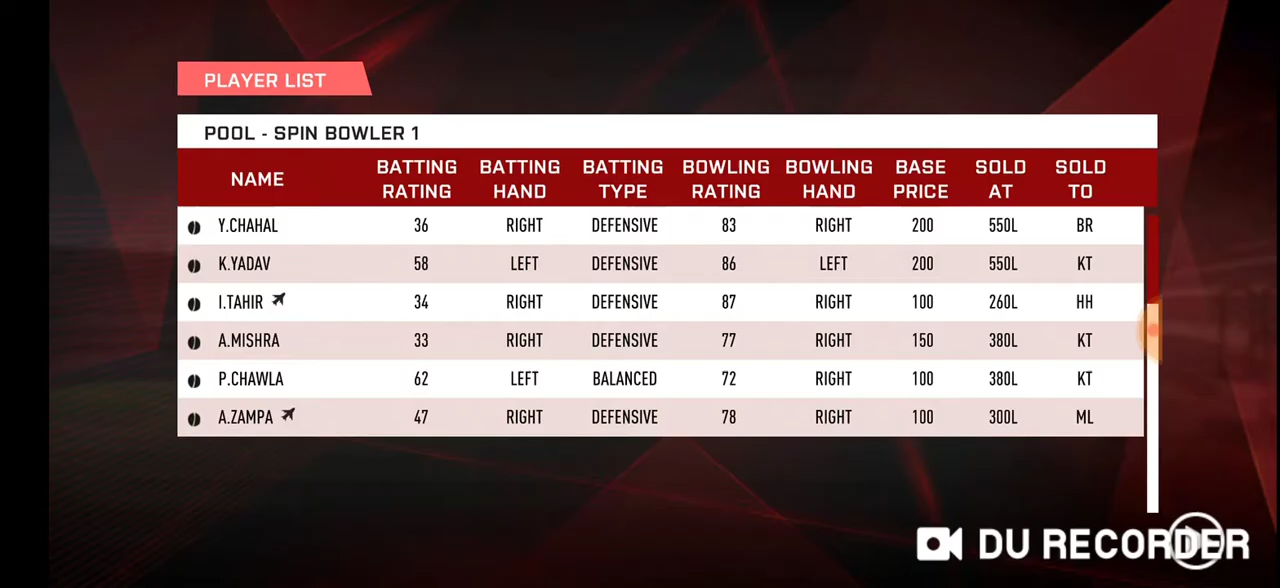 PLAYER LIST
POOL - SPIN BOWLER 1
NAME BATTING RATING BATTING HAND BATTING TYPE BOWLING RATING BOWLING HAND BASE PRICE SOLD AT SOLD TO
Y.CHAHAL 36 RIGHT DEFENSIVE 83 RIGHT 200 550L BR
K.YADAV 58 LEFT DEFENSIVE 86 LEFT 200 550L KT
I.TAHIR 34 RIGHT DEFENSIVE 87 RIGHT 100 260L HH
A.MISHRA 33 RIGHT DEFENSIVE 77 RIGHT 150 380L KT
P.CHAWLA 62 LEFT BALANCED 72 RIGHT 100 380L KT
A.ZAMPA 47 RIGHT DEFENSIVE 78 RIGHT 100 300L ML
DU RECORDER